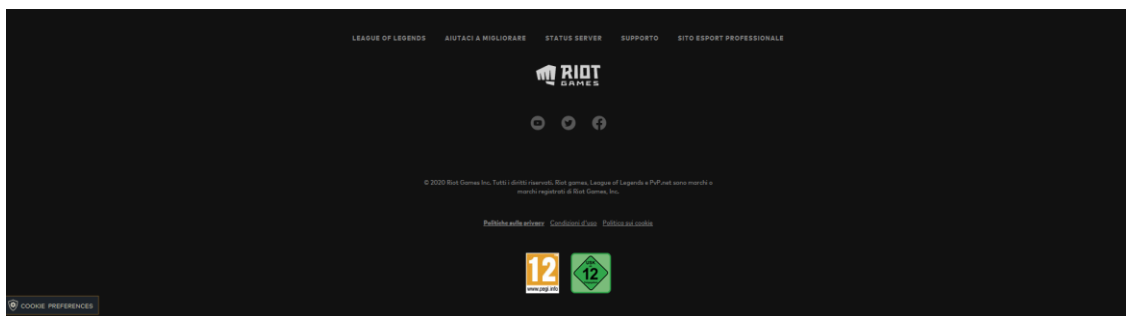 LEAGUE OF LEGENDS AIUTACI A MIGLIORARE STATUS SERVER SUPPORTO SITO ESPORT PROFESSIONALE
RIOT
GAMES
© 2020 Riot Games Inc. Tutti i diritti riservati. Riot games, League of Legends e PvP.net sono marchi o
marchi registrati di Riot Games, Inc.
Politiche sulla privacy Condizioni d'uso Politica sui cookie
12 12
www.pegi.info
COOKIE PREFERENCES